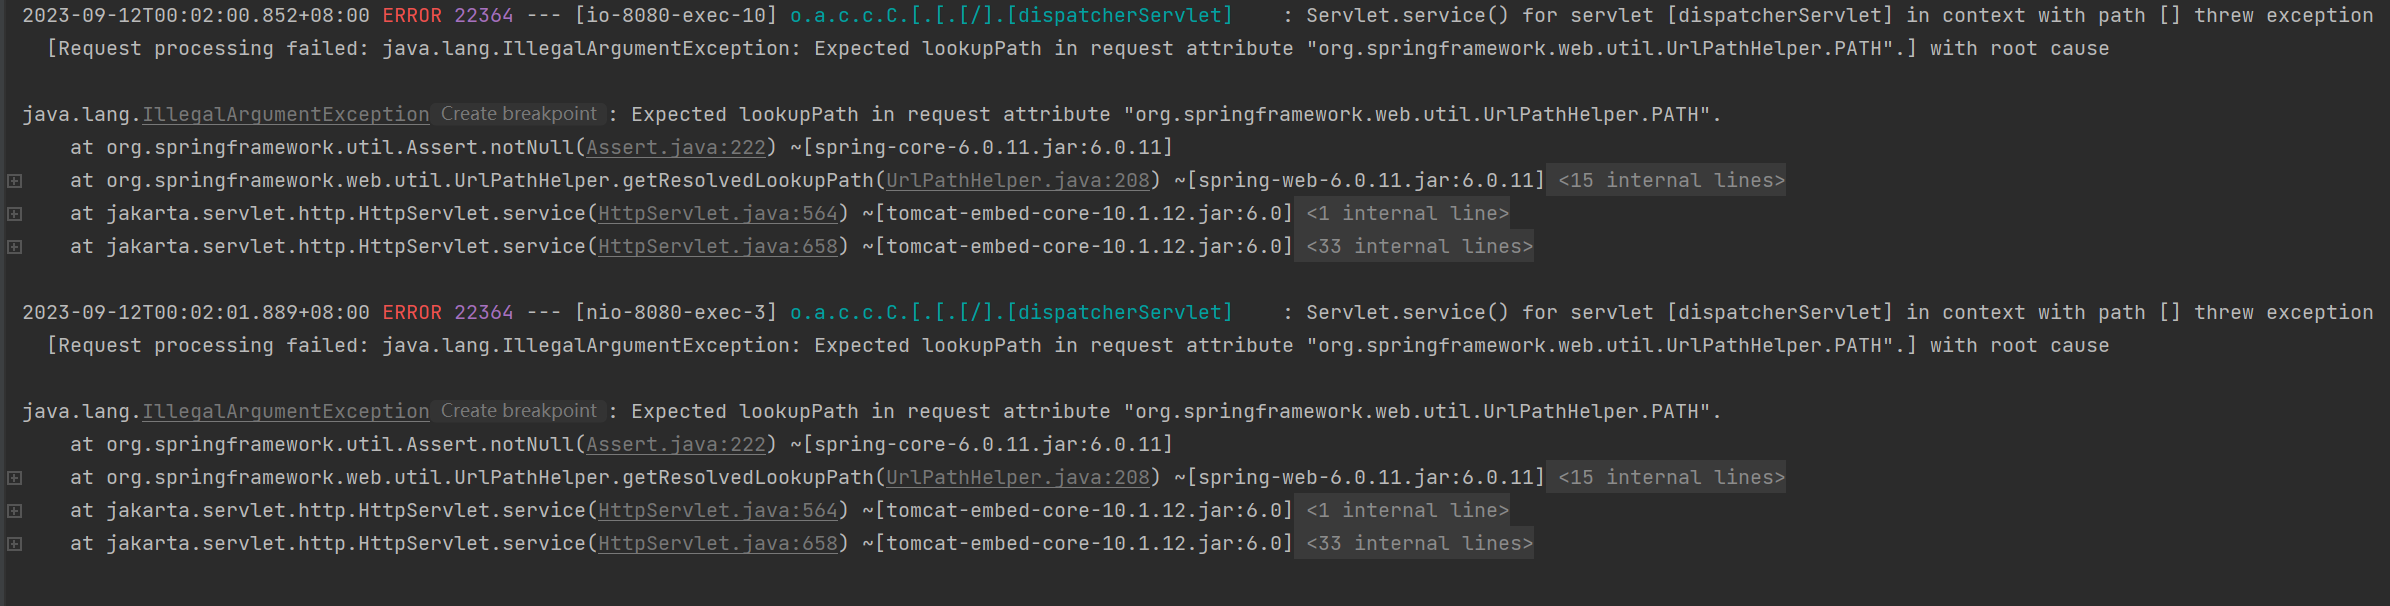 2023-09-12T00:02:00.852+08:00 ERROR 22364 --- [io-8080-exec-10] o.a.c.c.C.[.[.[/].[dispatcherServlet]    : Servlet.service() for servlet [dispatcherServlet] in context with path [] threw exception
[Request processing failed: java.lang.IllegalArgumentException: Expected lookupPath in request attribute "org.springframework.web.util.UrlPathHelper.PATH".] with root cause
java.lang.IllegalArgumentException Create breakpoint : Expected lookupPath in request attribute "org.springframework.web.util.UrlPathHelper.PATH".
at org.springframework.util.Assert.notNull(Assert.java:222) ~[spring-core-6.0.11.jar:6.0.11]
at org.springframework.web.util.UrlPathHelper.getResolvedLookupPath(UrlPathHelper.java:208) ~[spring-web-6.0.11.jar:6.0.11] <15 internal lines>
at jakarta.servlet.http.HttpServlet.service(HttpServlet.java:564) ~[tomcat-embed-core-10.1.12.jar:6.0] <1 internal line>
at jakarta.servlet.http.HttpServlet.service(HttpServlet.java:658) ~[tomcat-embed-core-10.1.12.jar:6.0] <33 internal lines>
2023-09-12T00:02:01.889+08:00 ERROR 22364 --- [nio-8080-exec-3] o.a.c.c.C.[.[.[/].[dispatcherServlet]    : Servlet.service() for servlet [dispatcherServlet] in context with path [] threw exception
[Request processing failed: java.lang.IllegalArgumentException: Expected lookupPath in request attribute "org.springframework.web.util.UrlPathHelper.PATH".] with root cause
java.lang.IllegalArgumentException Create breakpoint : Expected lookupPath in request attribute "org.springframework.web.util.UrlPathHelper.PATH".
at org.springframework.util.Assert.notNull(Assert.java:222) ~[spring-core-6.0.11.jar:6.0.11]
at org.springframework.web.util.UrlPathHelper.getResolvedLookupPath(UrlPathHelper.java:208) ~[spring-web-6.0.11.jar:6.0.11] <15 internal lines>
at jakarta.servlet.http.HttpServlet.service(HttpServlet.java:564) ~[tomcat-embed-core-10.1.12.jar:6.0] <1 internal line>
at jakarta.servlet.http.HttpServlet.service(HttpServlet.java:658) ~[tomcat-embed-core-10.1.12.jar:6.0] <33 internal lines>